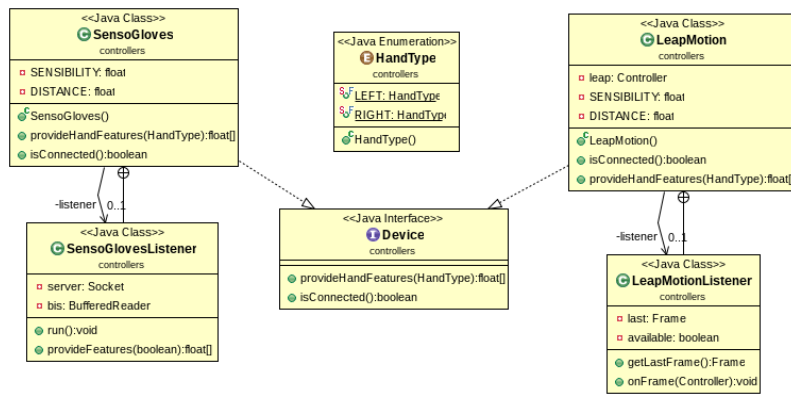 <<Java Class>>
SensoGloves
controllers
SENSIBILITY: float
DISTANCE: float
SensoGloves()
provideHandFeatures(HandType):float[]
isConnected():boolean
<<Java Enumeration>>
HandType
controllers
LEFT: HandType
RIGHT: HandType
HandType()
<<Java Class>>
LeapMotion
controllers
leap: Controller
SENSIBILITY: float
DISTANCE: float
LeapMotion()
isConnected():boolean
provideHandFeatures(HandType):float[]
-listener 0..1
<<Java Class>>
SensoGlovesListener
controllers
server: Socket
bis: BufferedReader
run():void
provideFeatures(boolean):float[]
<<Java Interface>>
Device
controllers
provideHandFeatures(HandType):float[]
isConnected():boolean
-listener 0..1
<<Java Class>>
LeapMotionListener
controllers
last: Frame
available: boolean
getLastFrame():Frame
onFrame(Controller):void